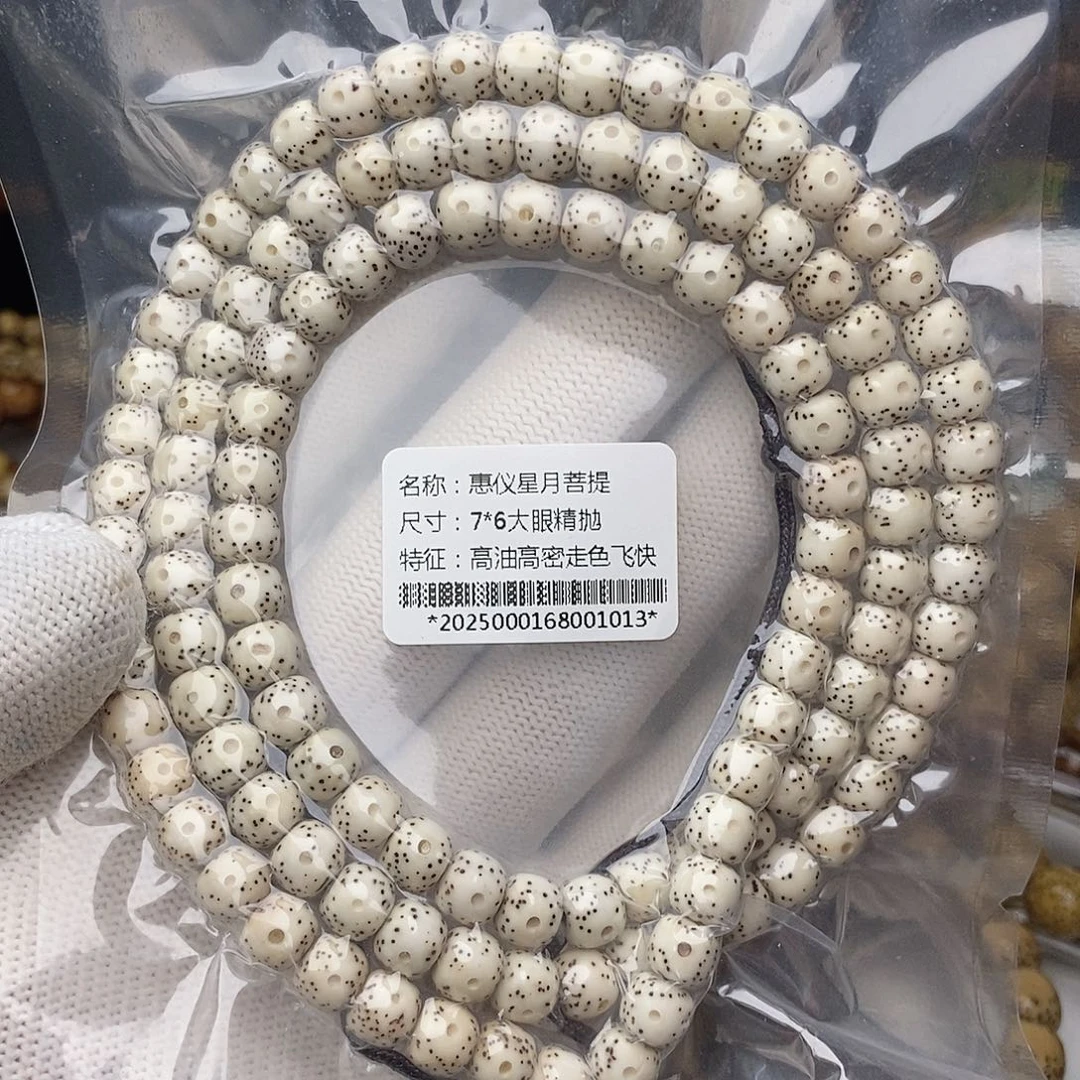 名称：惠仪星月菩提
尺寸：7*6大眼精抛
特征：高油高密走色飞快
*2025000168001013*